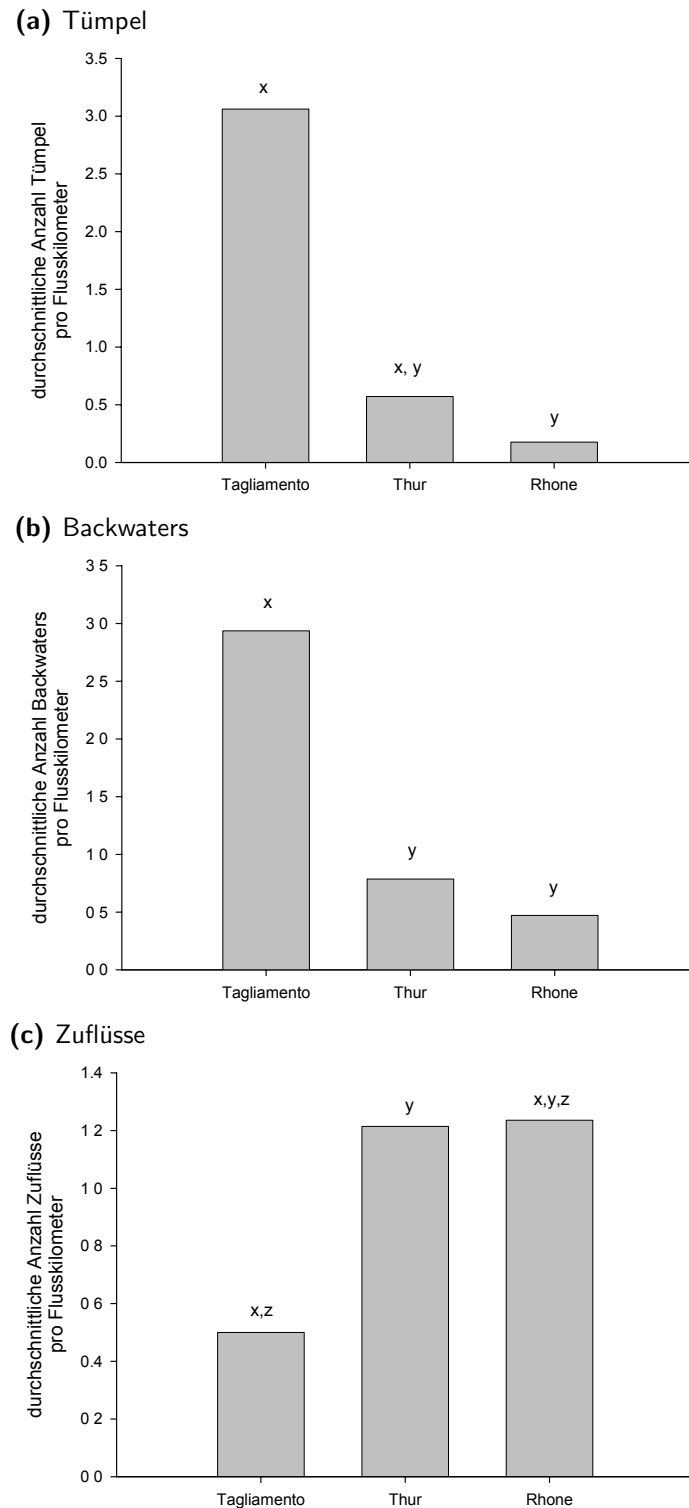 (a) Tümpel
durchschnittliche Anzahl Tümpel
pro Flusskilometer
3.5
3.0
2.5
2.0
1.5
1.0
0.5
0.0
x
x, y
y
Tagliamento Thur Rhone
(b) Backwaters
durchschnittliche Anzahl Backwaters
pro Flusskilometer
3 5
3 0
2 5
2 0
1 5
1 0
0 5
0 0
x
y
y
Tagliamento Thur Rhone
(c) Zuflüsse
durchschnittliche Anzahl Zuflüsse
pro Flusskilometer
1.4
1 2
1 0
0 8
0 6
0.4
0 2
0 0
x,z
y
x,y,z
Tagliamento Thur Rhone